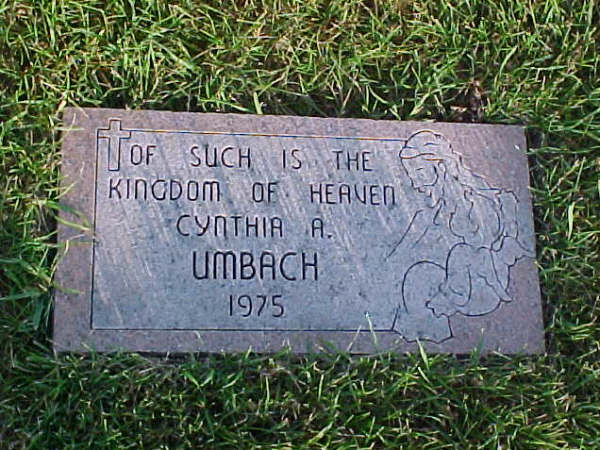 OF SUCH IS THE
KINGDOM OF HEAVEN
CYNTHIA A.
UMBACH
1975